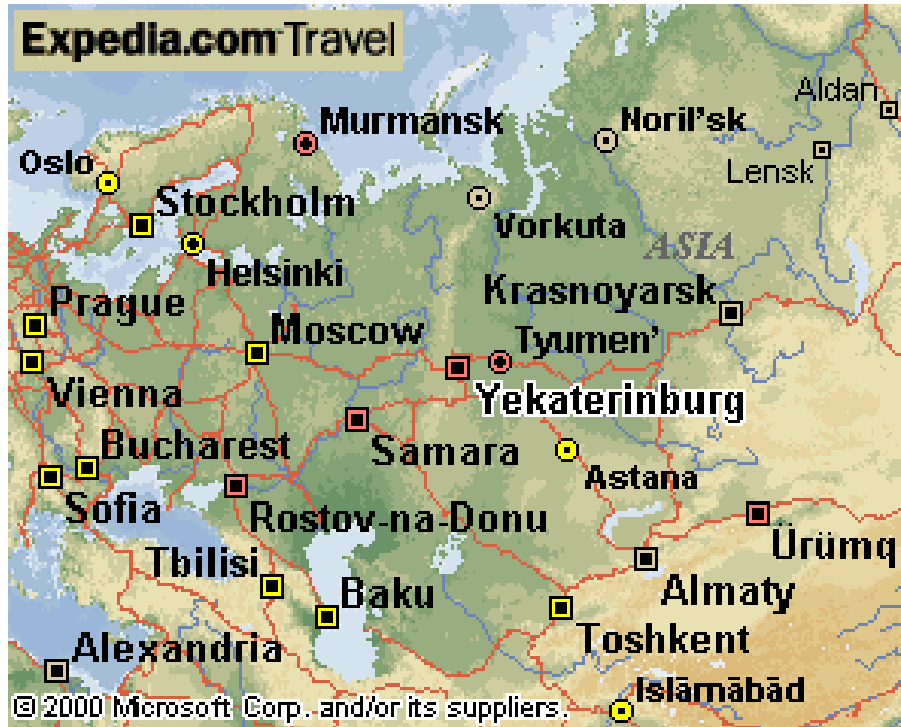 Expedia.com Travel
Aldan
Murmansk
Noril'sk
Oslo
Lensk
Stockholm
Vorkuta
ASIA
Helsinki
Krasnoyarsk
Prague
Moscow
Tyumen'
Vienna
Yekaterinburg
Bucharest
Samara
Astana
Sofia
Rostov-na-Donu
Ürümq
Tbilisi
Baku
Almaty
Toshkent
Alexandria
Islāmābād
© 2000 Microsoft Corp. and/or its suppliers.